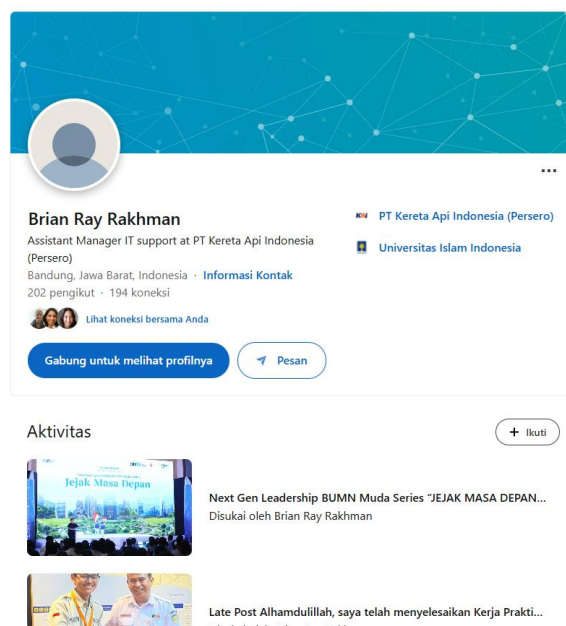 ...
Brian Ray Rakhman
Assistant Manager IT support at PT Kereta Api Indonesia
(Persero)
Bandung, Jawa Barat, Indonesia · Informasi Kontak
202 pengikut · 194 koneksi
Lihat koneksi bersama Anda
Gabung untuk melihat profilnya
Pesan
KAI PT Kereta Api Indonesia (Persero)
Universitas Islam Indonesia
Aktivitas
+ Ikuti
Jejak Masa Depan
Next Gen Leadership BUMN Muda Series “JEJAK MASA DEPAN...
Disukai oleh Brian Ray Rakhman
Late Post Alhamdulillah, saya telah menyelesaikan Kerja Prakti...